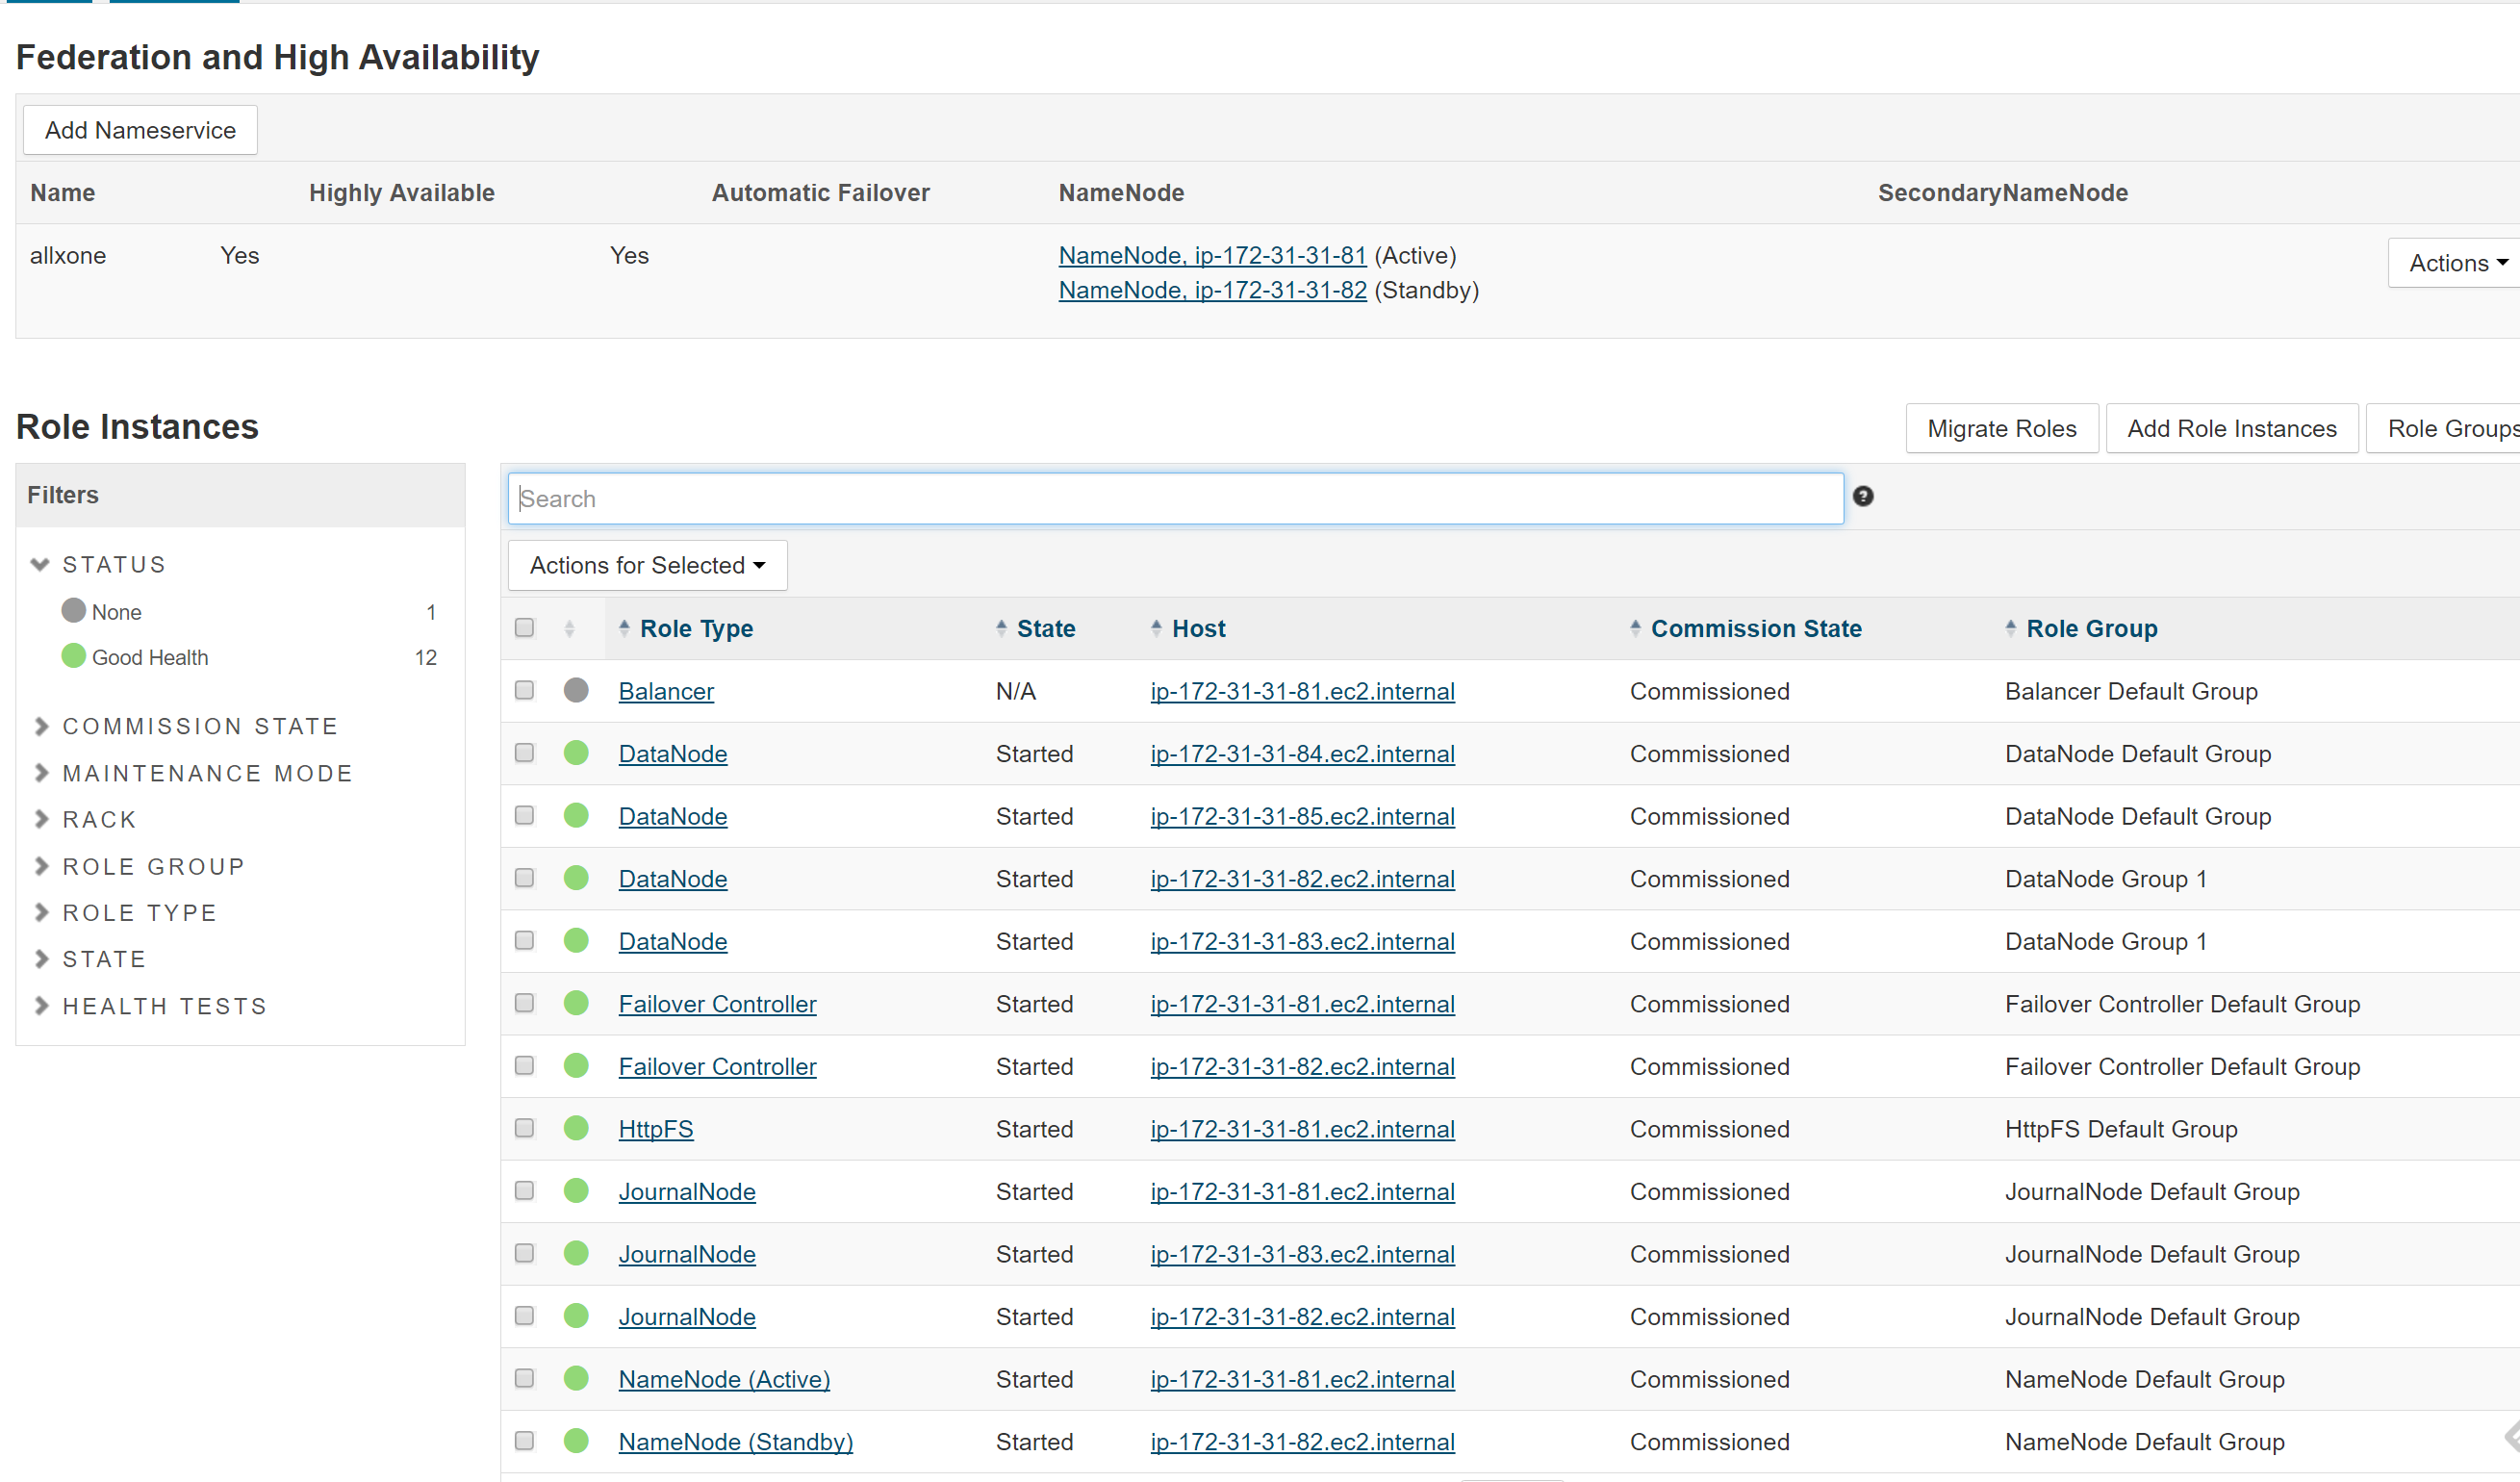 Federation and High Availability
Add Nameservice
Name Highly Available Automatic Failover NameNode SecondaryNameNode
allxone Yes Yes NameNode, ip-172-31-31-81 (Active) Actions
NameNode, ip-172-31-31-82 (Standby)
Role Instances
Migrate Roles Add Role Instances Role Groups
Filters
STATUS
None 1
Good Health 12
COMMISSION STATE
MAINTENANCE MODE
RACK
ROLE GROUP
ROLE TYPE
STATE
HEALTH TESTS
Search ?
Actions for Selected
Role Type State Host Commission State Role Group
Balancer N/A ip-172-31-31-81.ec2.internal Commissioned Balancer Default Group
DataNode Started ip-172-31-31-84.ec2.internal Commissioned DataNode Default Group
DataNode Started ip-172-31-31-85.ec2.internal Commissioned DataNode Default Group
DataNode Started ip-172-31-31-82.ec2.internal Commissioned DataNode Group 1
DataNode Started ip-172-31-31-83.ec2.internal Commissioned DataNode Group 1
Failover Controller Started ip-172-31-31-81.ec2.internal Commissioned Failover Controller Default Group
Failover Controller Started ip-172-31-31-82.ec2.internal Commissioned Failover Controller Default Group
HttpFS Started ip-172-31-31-81.ec2.internal Commissioned HttpFS Default Group
JournalNode Started ip-172-31-31-81.ec2.internal Commissioned JournalNode Default Group
JournalNode Started ip-172-31-31-83.ec2.internal Commissioned JournalNode Default Group
JournalNode Started ip-172-31-31-82.ec2.internal Commissioned JournalNode Default Group
NameNode (Active) Started ip-172-31-31-81.ec2.internal Commissioned NameNode Default Group
NameNode (Standby) Started ip-172-31-31-82.ec2.internal Commissioned NameNode Default Group